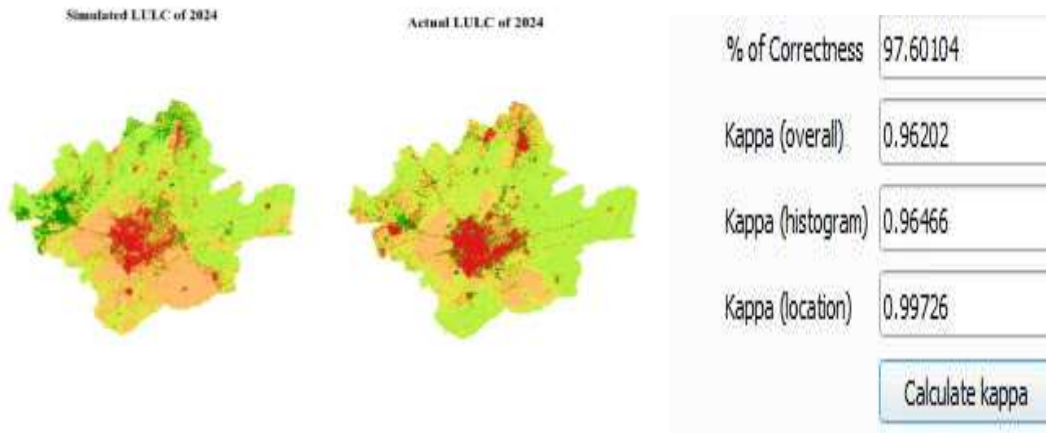 Simulated LULC of 2024
Actual LULC of 2024
% of Correctness 97.60104
Kappa (overall) 0.96202
Kappa (histogram) 0.96466
Kappa (location) 0.99726
Calculate kappa